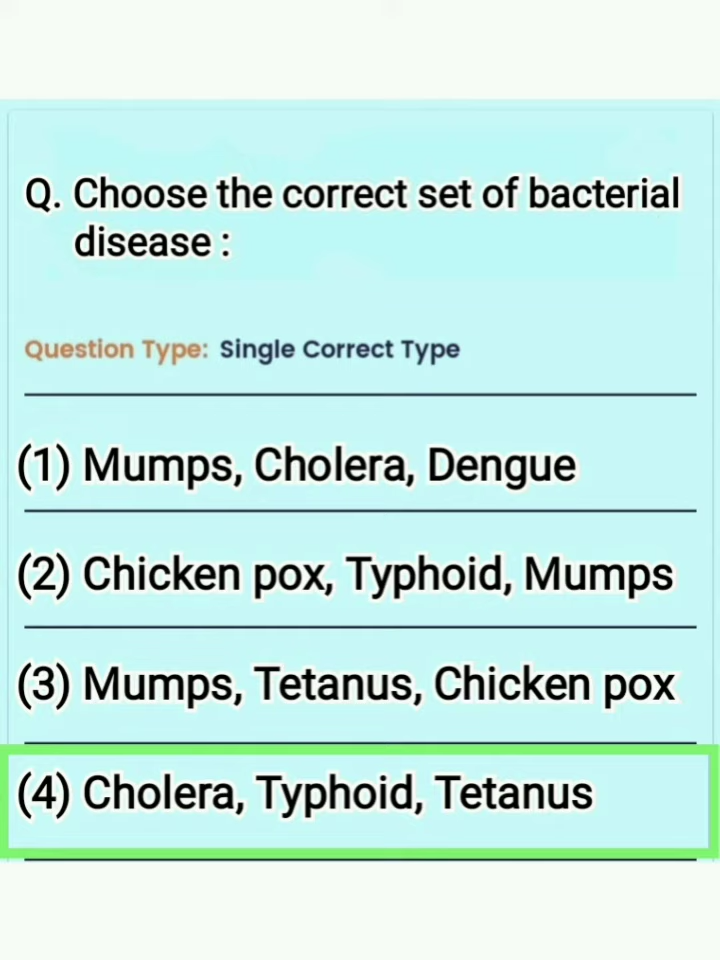 Q. Choose the correct set of bacterial
disease :
Question Type: Single Correct Type
(1) Mumps, Cholera, Dengue
(2) Chicken pox, Typhoid, Mumps
(3) Mumps, Tetanus, Chicken pox
(4) Cholera, Typhoid, Tetanus